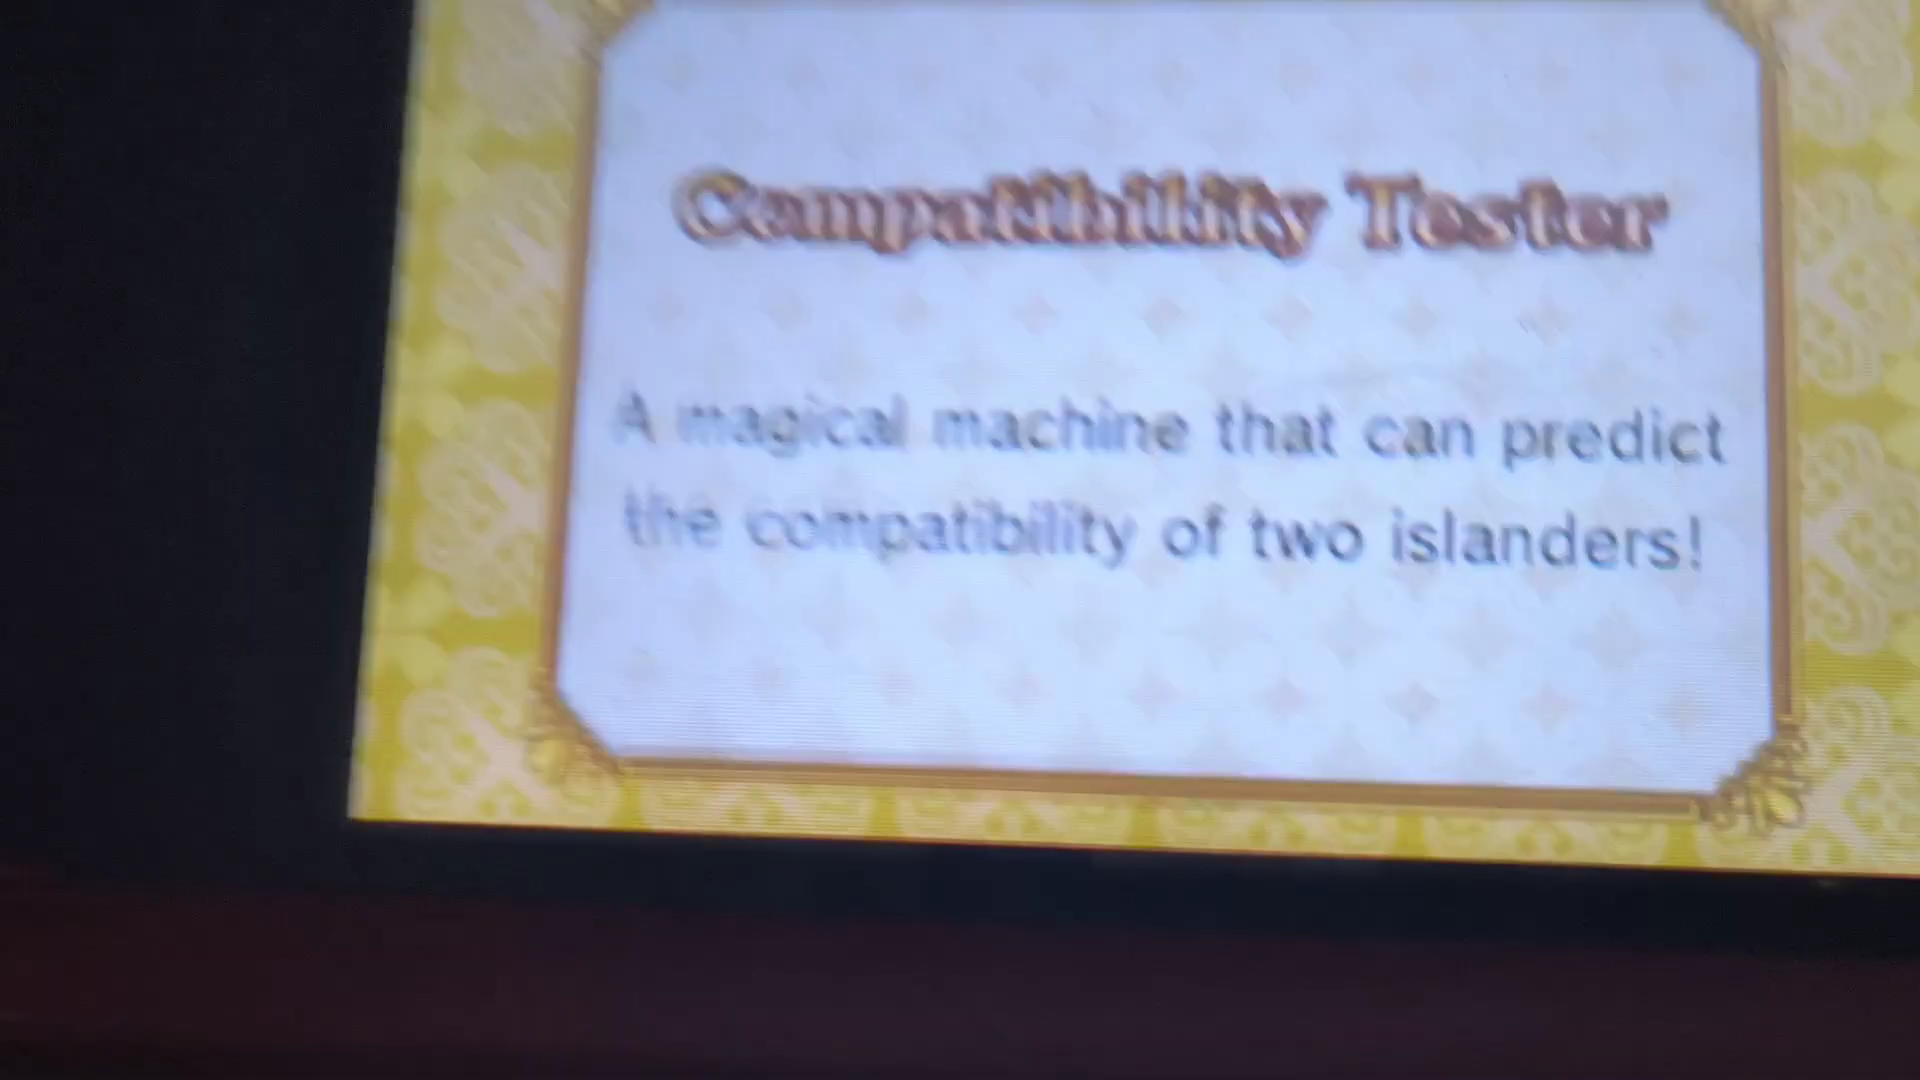 Compatibility Tester
A magical machine that can predict
the compatibility of two islanders!